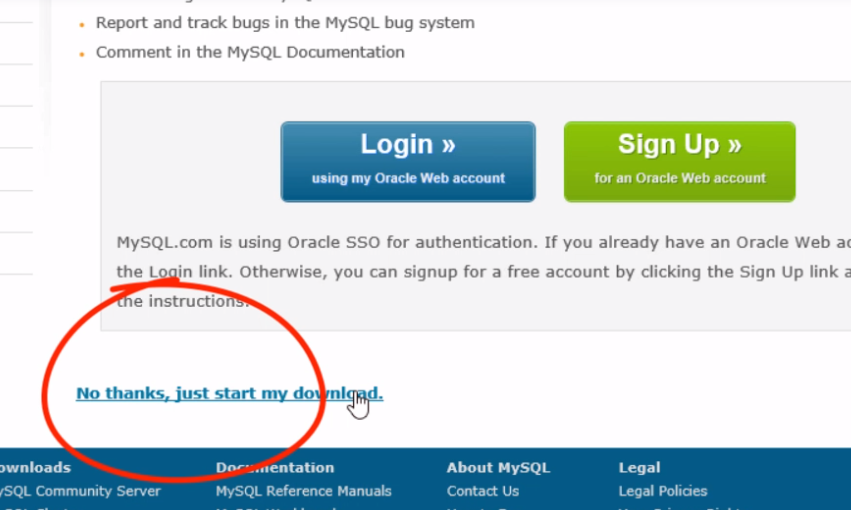 Report and track bugs in the MySQL bug system
Comment in the MySQL Documentation
Login »
using my Oracle Web account
Sign Up »
for an Oracle Web account
MySQL.com is using Oracle SSO for authentication. If you already have an Oracle Web
the Login link. Otherwise, you can signup for a free account by clicking the Sign Up link
the instructions.
No thanks, just start my download.
ownloads
Documentation
About MySQL
Legal
ySQL Community Server
MySQL Reference Manuals
Contact Us
Legal Policies